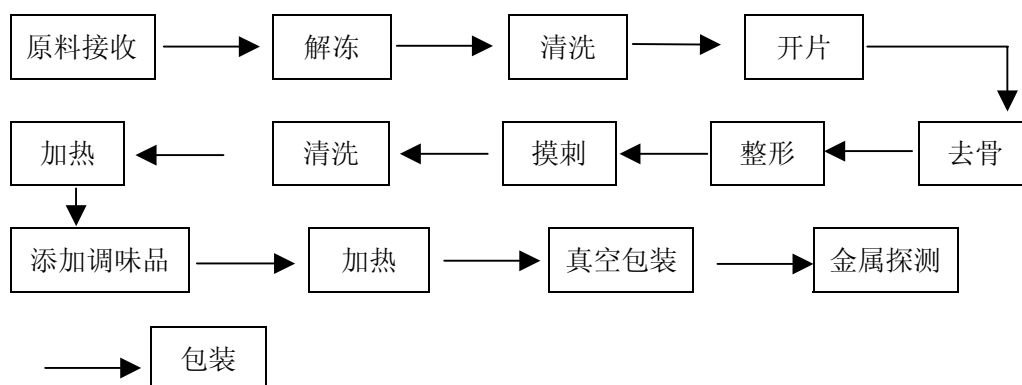 原料接收
解冻
清洗
开片
去骨
整形
摸刺
清洗
加热
添加调味品
加热
真空包装
金属探测
包装